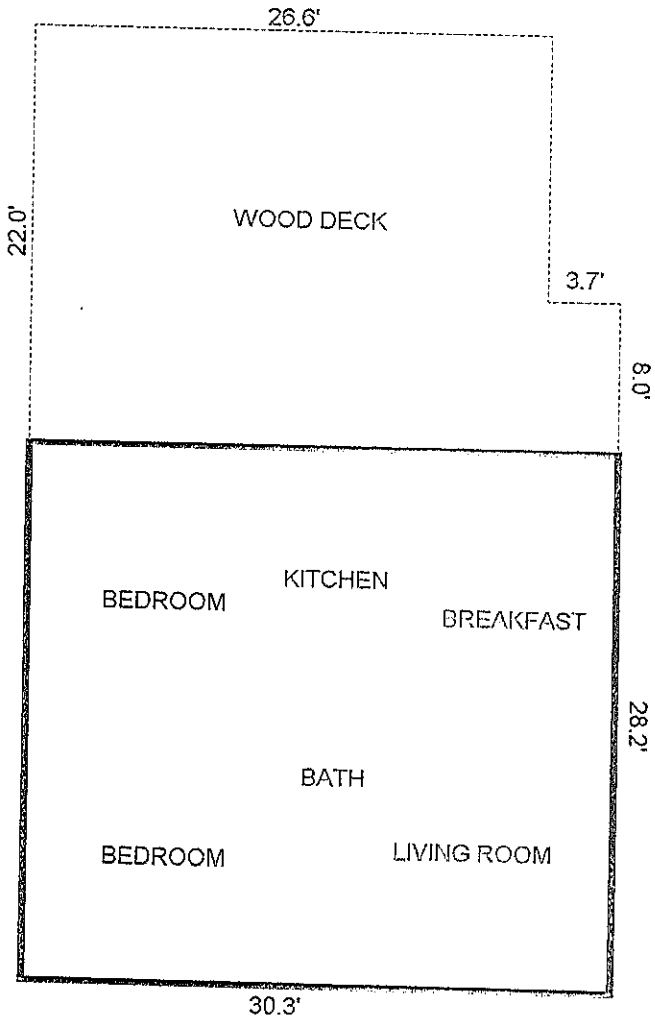 26.6'
22.0'
WOOD DECK
3.7'
8.0'
KITCHEN
BEDROOM
BREAKFAST
28.2'
BATH
BEDROOM
LIVING ROOM
30.3'